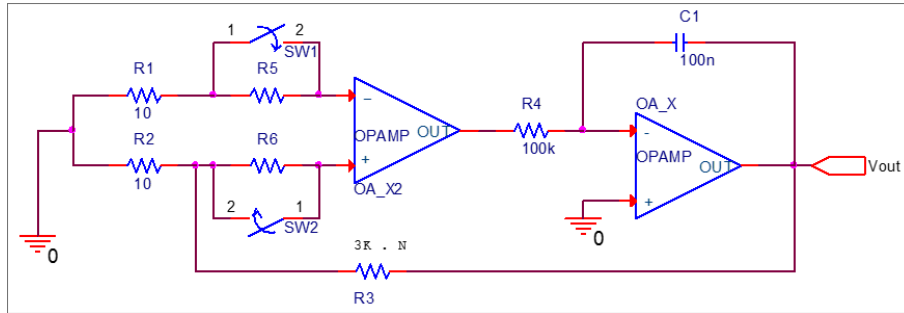 1 2
SW1
C1
100n
R1
R5
10
R4
100k
OA_X
OPAMP
OUT
-
+
OA_X2
-
OPAMP
OUT
+
Vout
R2
R6
10
2 1
SW2
0
0
3K . N
R3